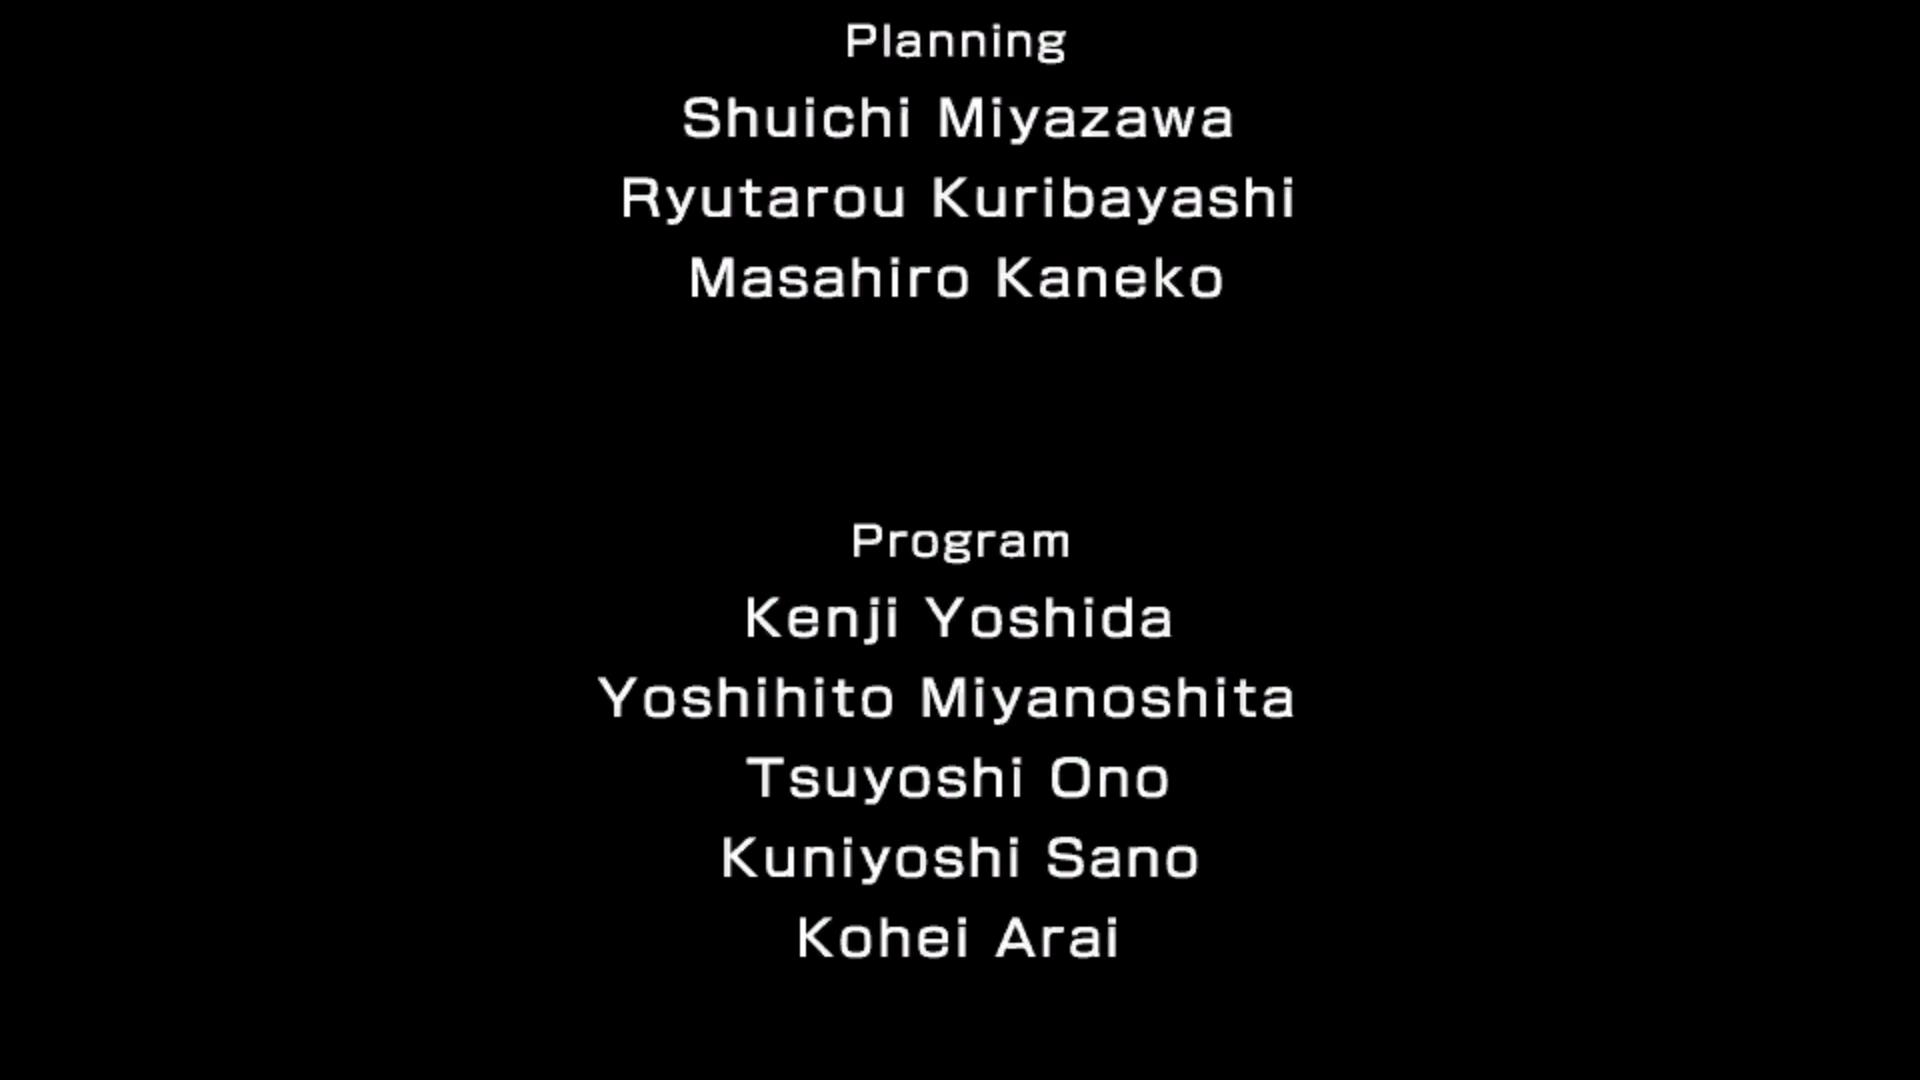 Planning
Shuichi Miyazawa
Ryutarou Kuribayashi
Masahiro Kaneko
Program
Kenji Yoshida
Yoshihito Miyanoshita
Tsuyoshi Ono
Kuniyoshi Sano
Kohei Arai